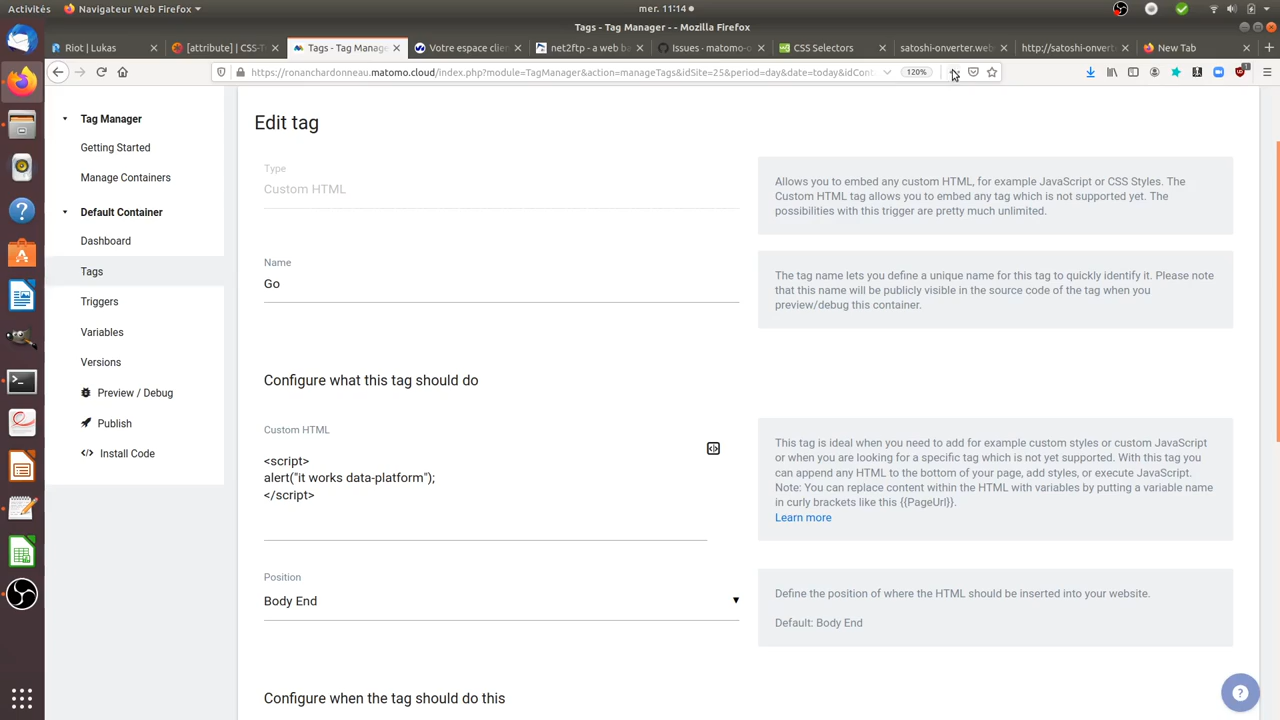 Activités
Navigateur Web Firefox
mer. 11:14
Tags - Tag Manager - - Mozilla Firefox
Riot | Lukas
[attribute] | CSS-T
Tags - Tag Manage
Votre espace clie
net2ftp - a web ba
Issues · matomo-o
CSS Selectors
satoshi-onverter.web
http://satoshi-onvert
New Tab
https://ronanchardonneau.matomo.cloud/index.php?module=TagManager&action=manageTags&idSite=25&period=day&date=today&idCont
120%
Tag Manager
Getting Started
Manage Containers
Default Container
Dashboard
Tags
Triggers
Variables
Versions
Preview / Debug
Publish
Install Code
Edit tag
Type
Custom HTML
Allows you to embed any custom HTML, for example JavaScript or CSS Styles. The
Custom HTML tag allows you to embed any tag which is not supported yet. The
possibilities with this trigger are pretty much unlimited.
Name
Go
The tag name lets you define a unique name for this tag to quickly identify it. Please note
that this name will be publicly visible in the source code of the tag when you
preview/debug this container.
Configure what this tag should do
Custom HTML
<script>
alert("it works data-platform");
</script>
This tag is ideal when you need to add for example custom styles or custom JavaScript
or when you are looking for a specific tag which is not yet supported. With this tag you
can append any HTML to the bottom of your page, add styles, or execute JavaScript.
Note: You can replace content within the HTML with variables by putting a variable name
in curly brackets like this {{PageUrl}}.
Learn more
Position
Body End
Define the position of where the HTML should be inserted into your website.
Default: Body End
Configure when the tag should do this